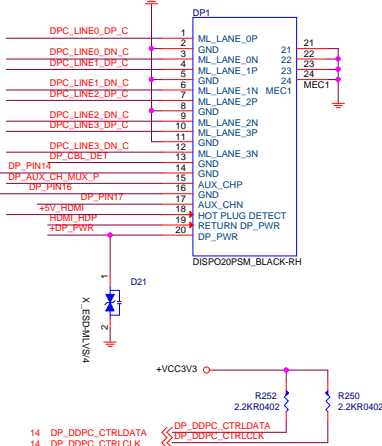 DP1
DPC_LINE0_DP_C 1 ML_LANE_0P
2 GND 21 21
DPC_LINE0_DN_C 3 ML_LANE_0N 22 22
DPC_LINE1_DP_C 4 ML_LANE_1P 23 23
5 GND 24 24
DPC_LINE1_DN_C 6 ML_LANE_1N MEC1 MEC1
DPC_LINE2_DP_C 7 ML_LANE_2P
8 GND
DPC_LINE2_DN_C 9 ML_LANE_2N
DPC_LINE3_DP_C 10 ML_LANE_3P
11 GND
DPC_LINE3_DN_C 12 ML_LANE_3N
DP_CBL_DET 13 GND
DP_PIN14 14 GND
DP_AUX_CH_MUX_P 15 AUX_CHP
DP_PIN16 16 GND
DP_PIN17 17 AUX_CHN
+5V_HDMI 18 HOT PLUG DETECT
HDMI_HDP 19 RETURN DP_PWR
+DP_PWR 20 DP_PWR
DISPO20PSM_BLACK-RH
1
D21
X_ESD-MLVS/4
2
+VCC3V3
R252 R250
2.2KR0402 2.2KR0402
14 DP_DDPC_CTRLDATA DP_DDPC_CTRLDATA
14 DP_DDPC_CTRLCLK DP_DDPC_CTRLCLK